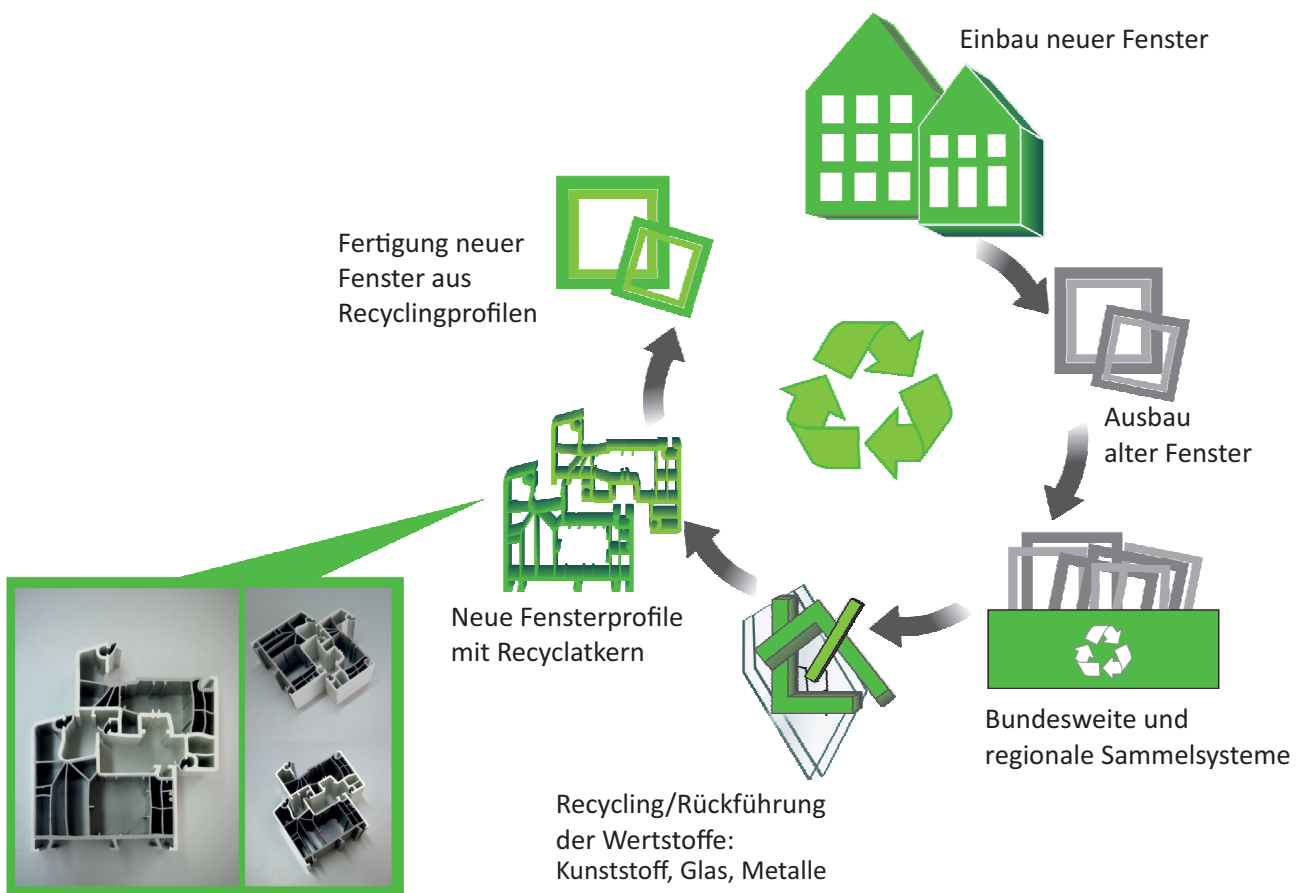 Einbau neuer Fenster
Fertigung neuer
Fenster aus
Recyclingprofilen
Ausbau
alter Fenster
Neue Fensterprofile
mit Recyclatkern
Bundesweite und
regionale Sammelsysteme
Recycling/Rückführung
der Wertstoffe:
Kunststoff, Glas, Metalle